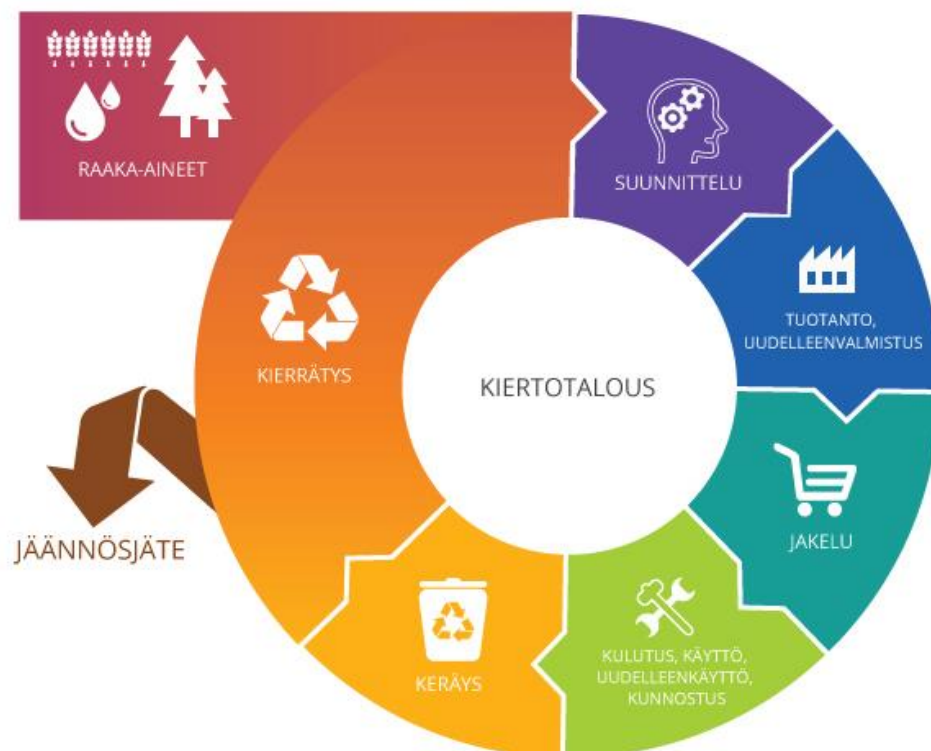 RAAKA-AINEET
SUUNNITTELU
TUOTANTO,
UUDELLEENVALMISTUS
JAKELU
KULUTUS, KÄYTTÖ,
UUDELLEENKÄYTTÖ,
KUNNOSTUS
KERÄYS
KIERRÄTYS
JÄÄNNÖSJÄTE
KIERTOTALOUS